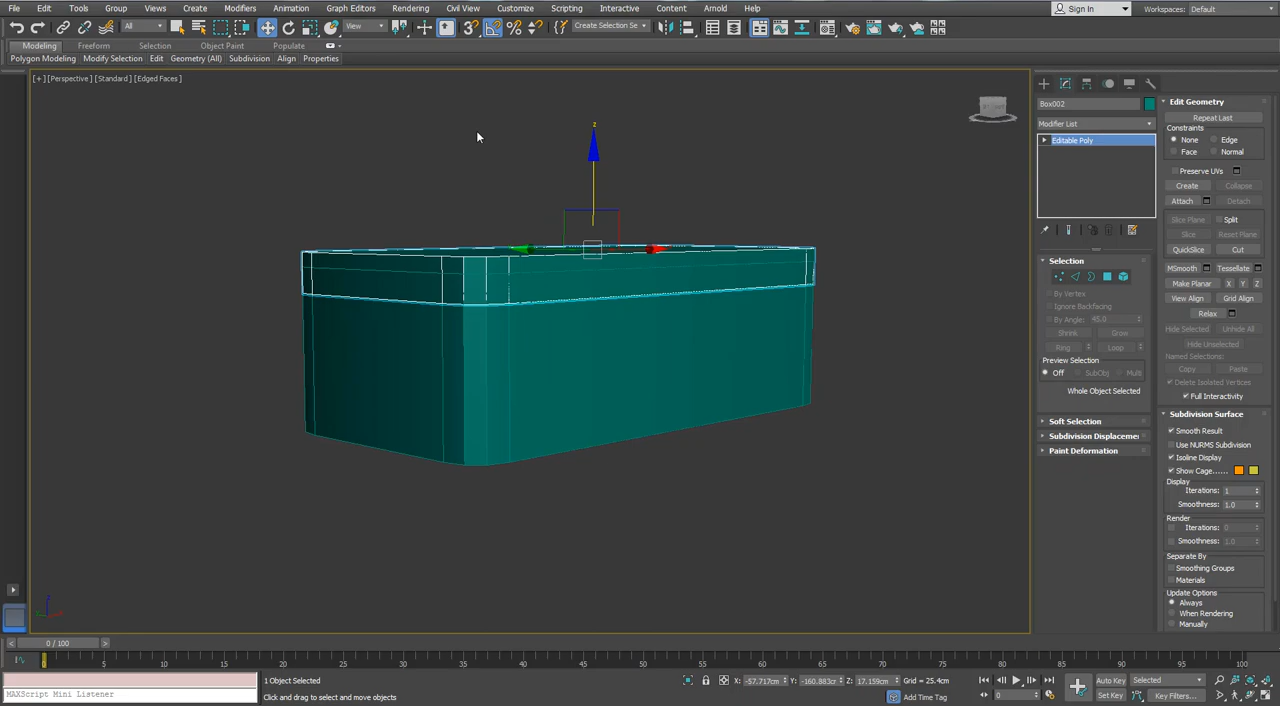 File Edit Tools Group Views Create Modifiers Animation Graph Editors Rendering Civil View Customize Scripting Interactive Content Arnold Help Sign In Workspaces: Default
All View Create Selection Se
Modeling Freeform Selection Object Paint Populate
Polygon Modeling Modify Selection Edit Geometry (All) Subdivision Align Properties
[+] [Perspective] [Standard] [Edged Faces]
z
Box002
Modifier List
Editable Poly
Selection
By Vertex
Ignore Backfacing
By Angle: 45.0
Shrink Grow
Ring Loop
Preview Selection
Off SubObj Multi
Whole Object Selected
Soft Selection
Subdivision Displaceme
Paint Deformation
Edit Geometry
Repeat Last
Constraints
None Edge
Face Normal
Preserve UVs
Create Collapse
Attach Detach
Slice Plane Split
Slice Reset Plane
QuickSlice Cut
MSmooth Tessellate
Make Planar X Y Z
View Align Grid Align
Relax
Hide Selected Unhide All
Hide Unselected
Named Selections:
Copy Paste
Delete Isolated Vertices
Full Interactivity
Subdivision Surface
Smooth Result
Use NURMS Subdivision
Isoline Display
Show Cage......
Display
Iterations: 1
Smoothness: 1.0
Render
Iterations: 0
Smoothness: 1.0
Separate By
Smoothing Groups
Materials
Update Options
Always
When Rendering
Manually
0 / 100
0 5 10 15 20 25 30 35 40 45 50 55 60 65 70 75 80 85 90 95 100
1 Object Selected
MAXScript Mini Listener
Click and drag to select and move objects
X: -57.717cm Y: -160.883cm Z: 17.159cm Grid = 25.4cm
Add Time Tag
0
Auto Key Selected
Set Key Key Filters...